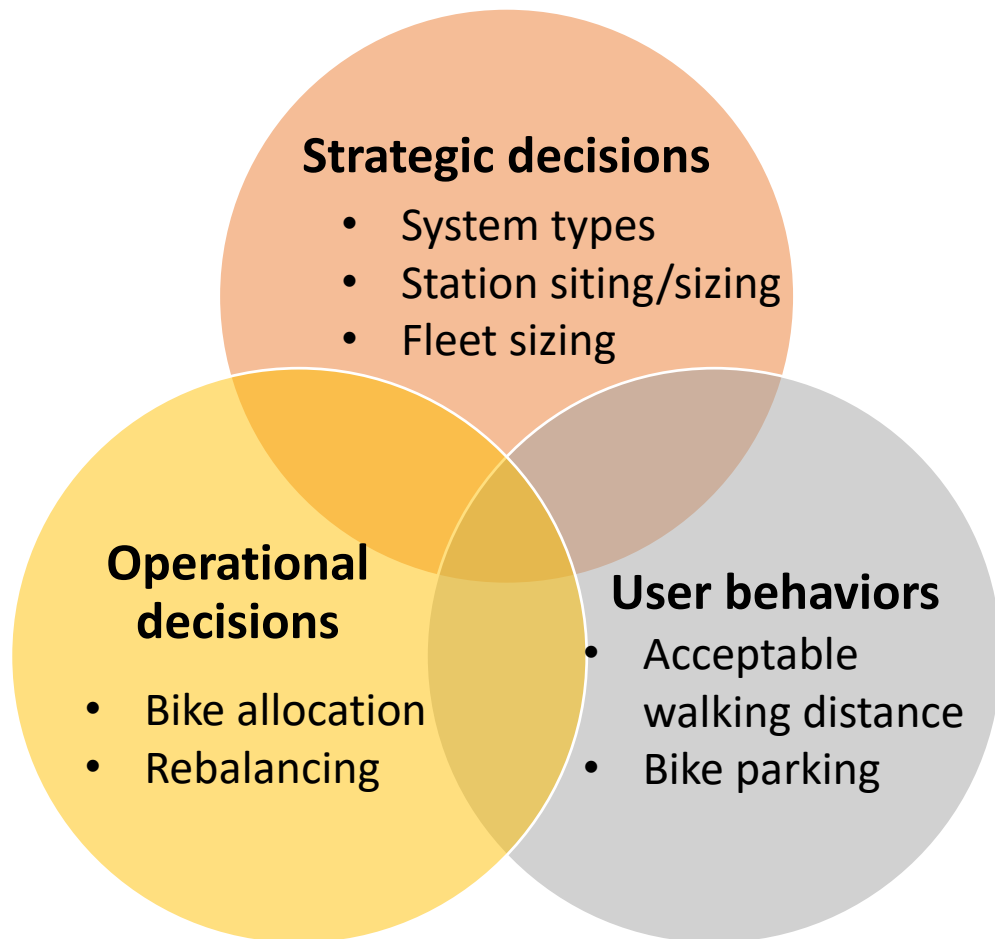 Strategic decisions
• System types
• Station siting/sizing
• Fleet sizing
Operational
decisions
• Bike allocation
• Rebalancing
User behaviors
• Acceptable
walking distance
• Bike parking